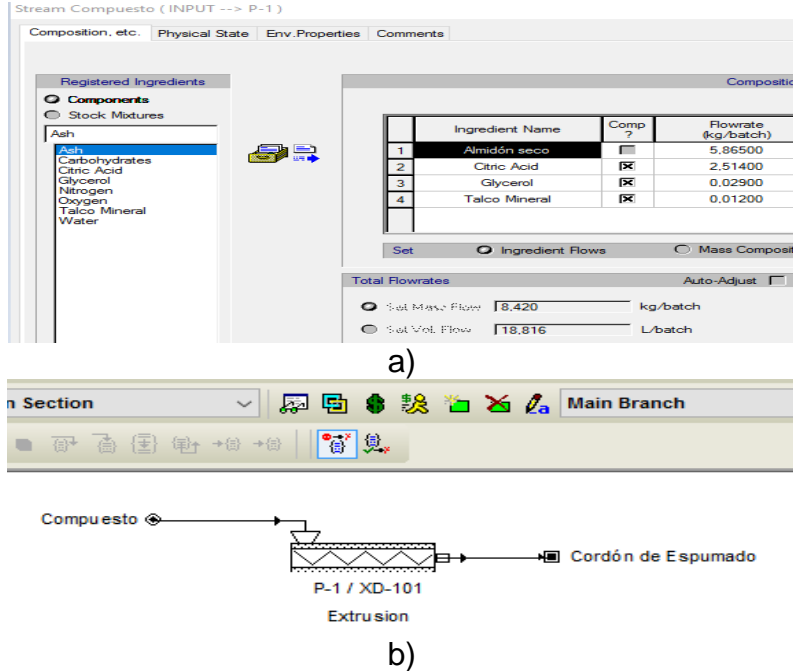 Stream Compuesto ( INPUT --> P-1 )
Composition, etc. Physical State Env.Properties Comments
Registered Ingredients
Compositio
Components
Stock Mixtures
Ash
Ash
Carbohydrates
Citric Acid
Glycerol
Nitrogen
Oxygen
Talco Mineral
Water
Ingredient Name Comp ? Flowrate (kg/batch)
1 Almidón seco 5,86500
2 Citric Acid 2,51400
3 Glycerol 0,02900
4 Talco Mineral 0,01200
Set Ingredient Flows Mass Composit
Total Flowrates Auto-Adjust
Set Mass Flow 8,420 kg/batch
Set Vol. Flow 18,816 L/batch
a)
n Section Main Branch
Compuesto
Cordón de Espumado
P-1 / XD-101
Extrusion
b)